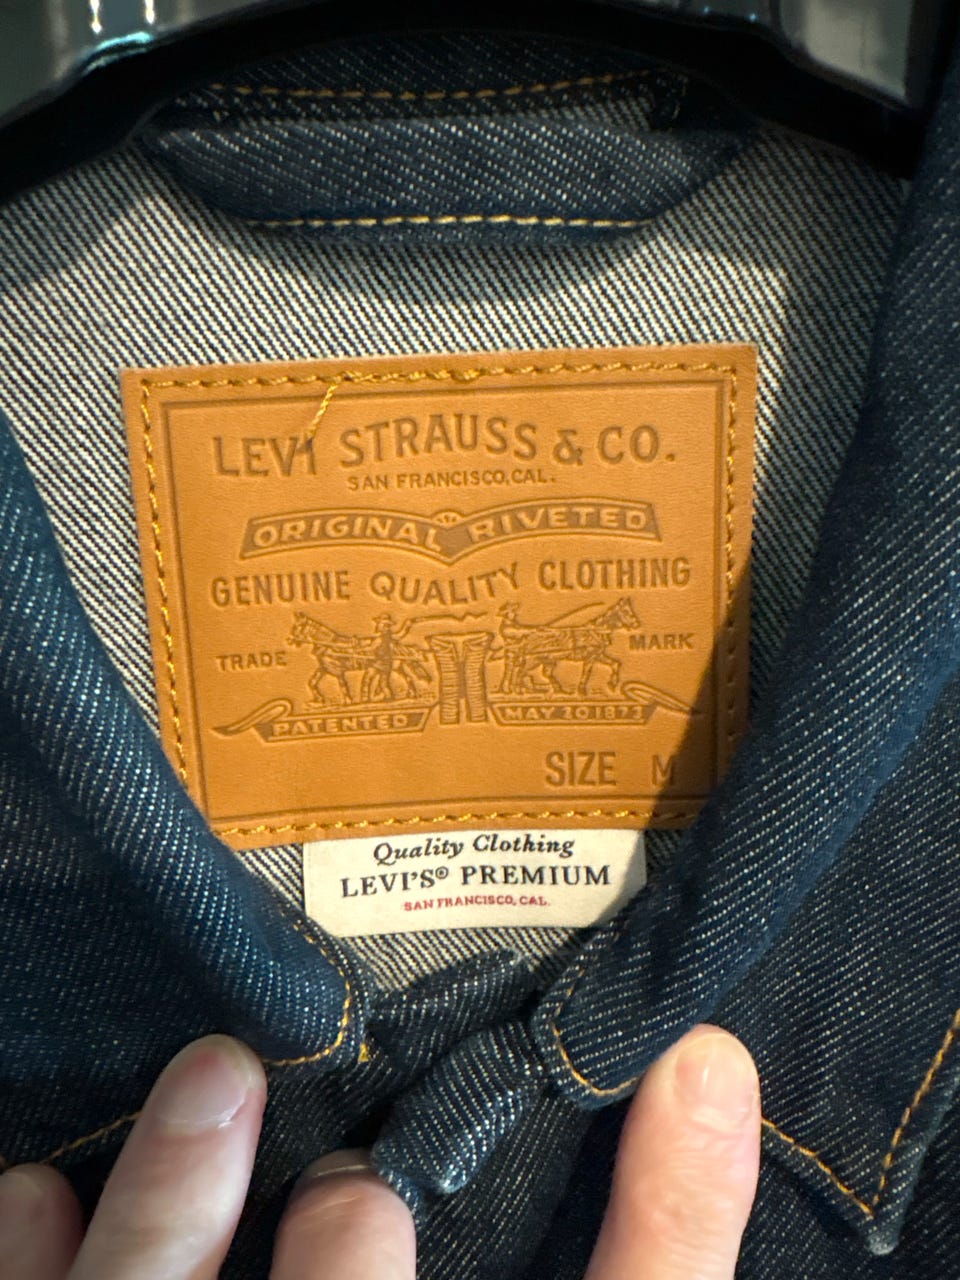 LEVI STRAUSS & CO.
SAN FRANCISCO, CAL.
ORIGINAL RIVETED
GENUINE QUALITY CLOTHING
TRADE MARK
PATENTED MAY 20 1873
SIZE M
Quality Clothing
LEVI'S® PREMIUM
SAN FRANCISCO, CAL.